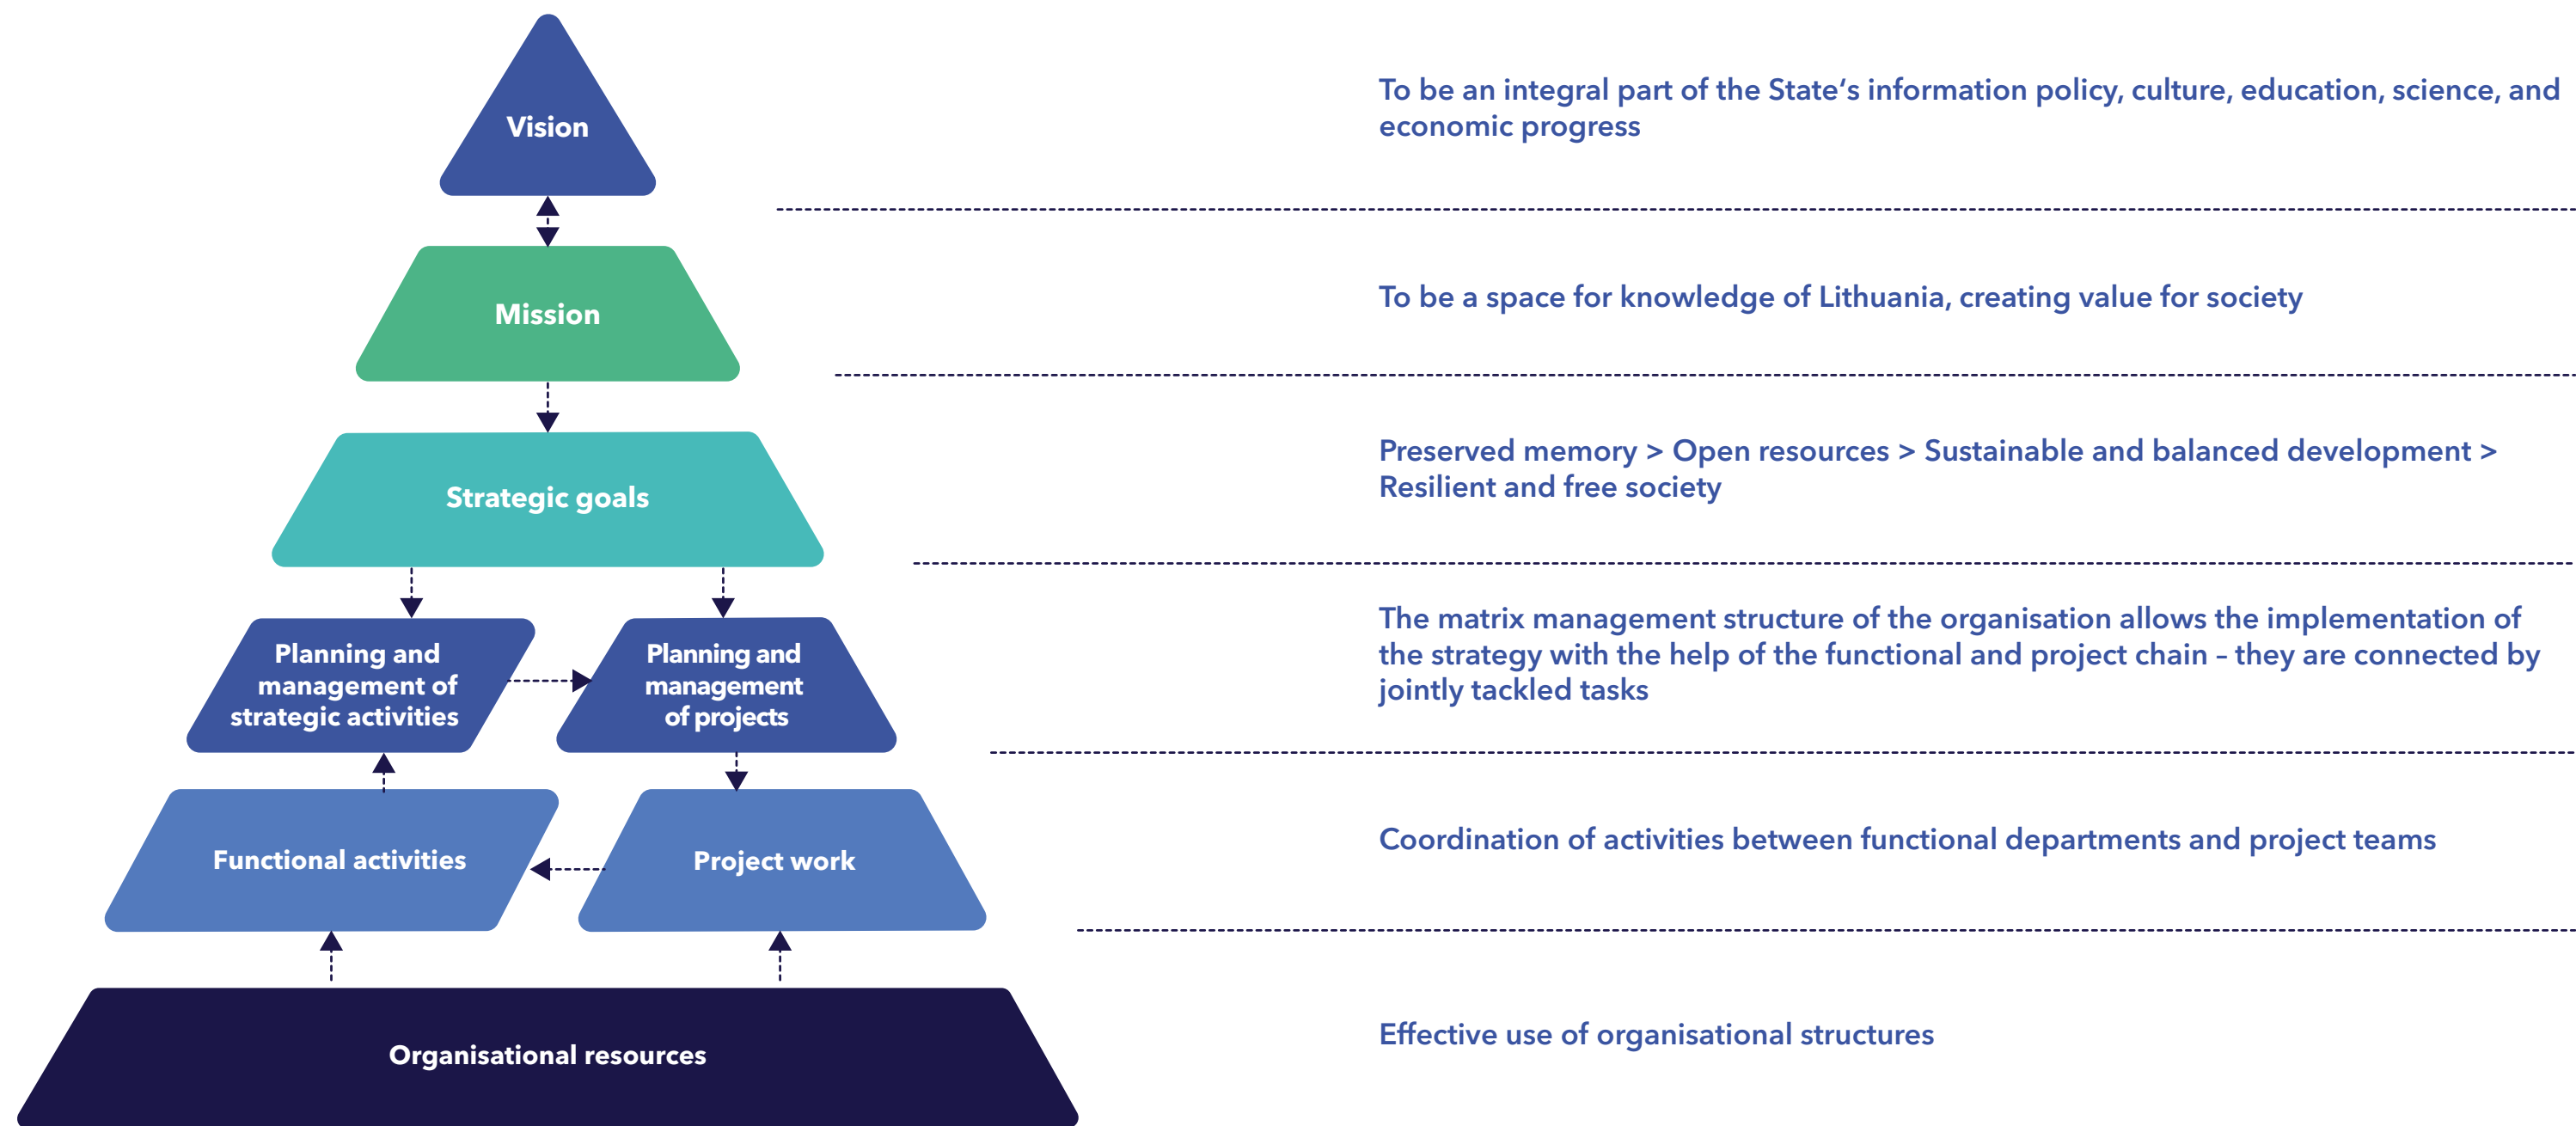 Vision
To be an integral part of the State‘s information policy, culture, education, science, and
economic progress
Mission
To be a space for knowledge of Lithuania, creating value for society
Strategic goals
Preserved memory > Open resources > Sustainable and balanced development >
Resilient and free society
Planning and
management of
strategic activities
Planning and
management
of projects
The matrix management structure of the organisation allows the implementation of
the strategy with the help of the functional and project chain – they are connected by
jointly tackled tasks
Functional activities
Project work
Coordination of activities between functional departments and project teams
Organisational resources
Effective use of organisational structures